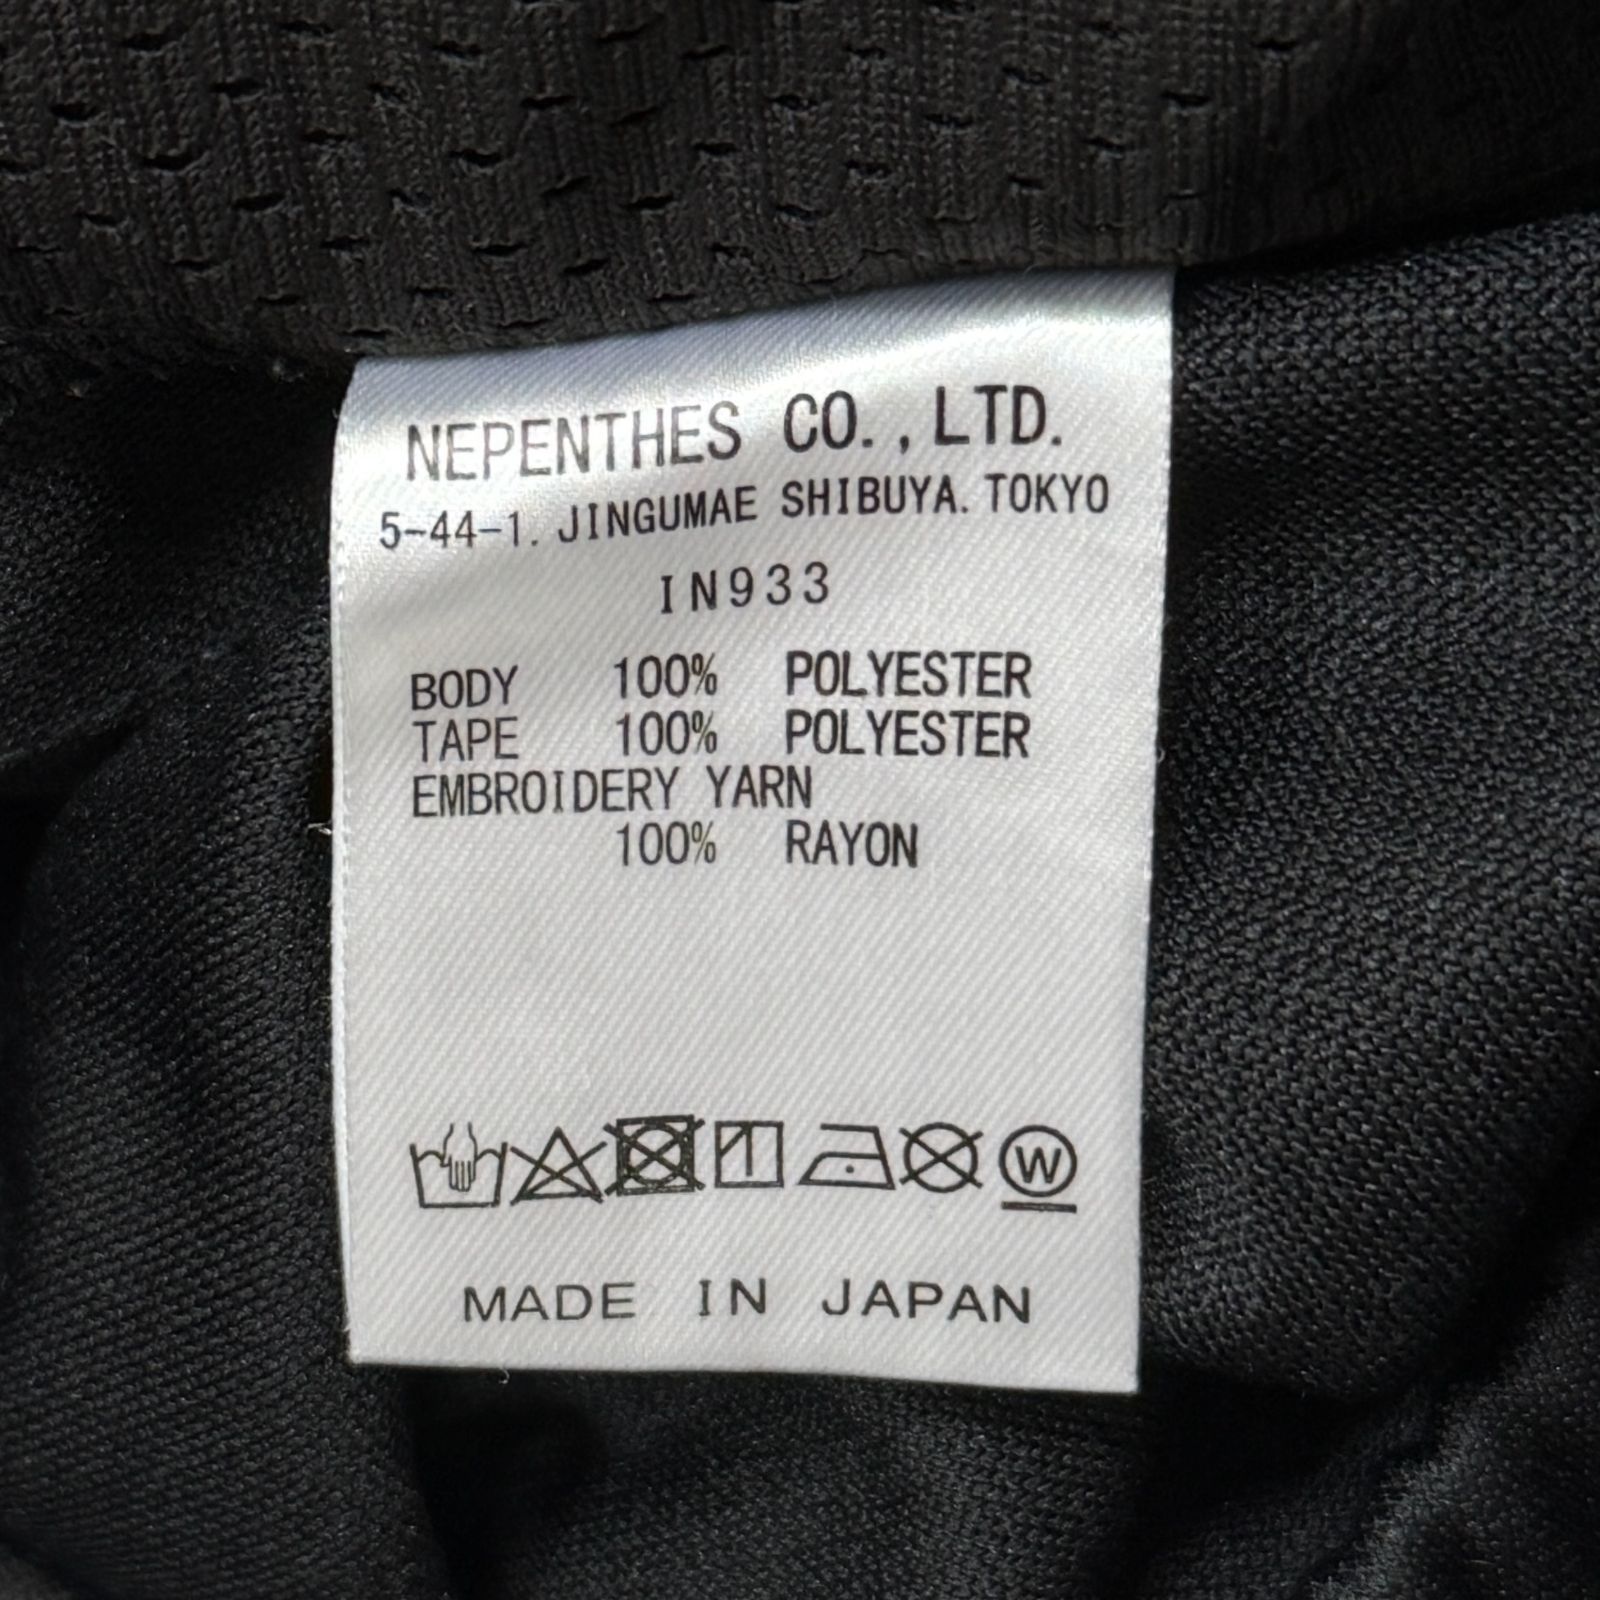 NEPENTHES CO., LTD.
5-44-1. JINGUMAE SHIBUYA. TOKYO
IN933
BODY 100% POLYESTER
TAPE 100% POLYESTER
EMBROIDERY YARN
100% RAYON
W
MADE IN JAPAN